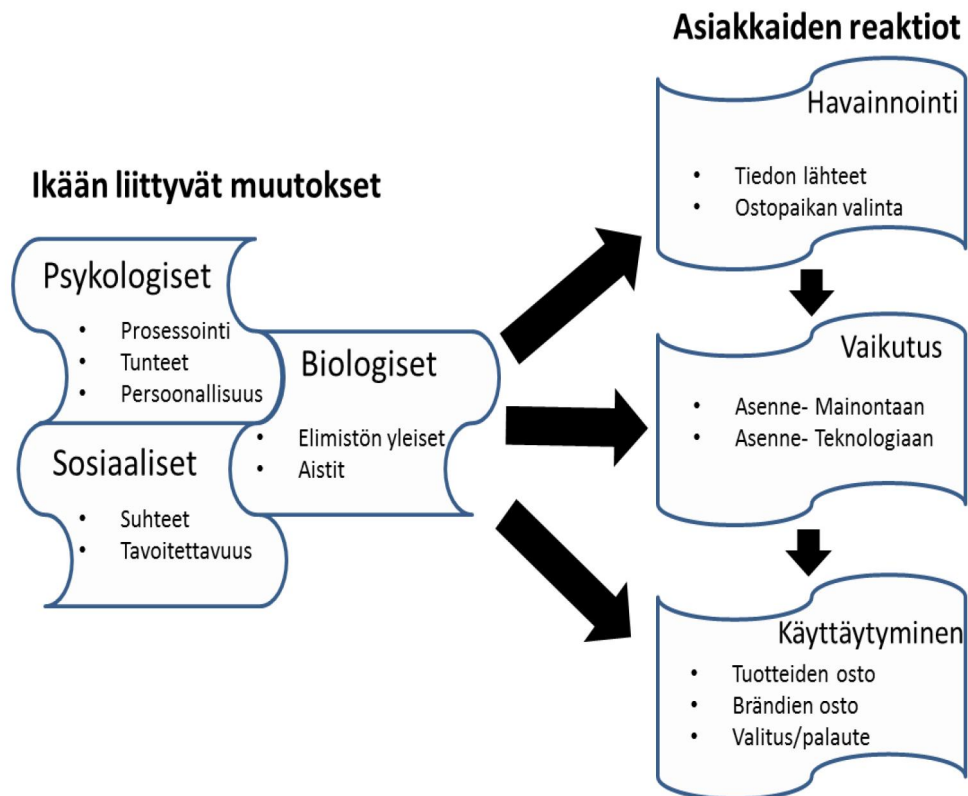 Ikään liittyvät muutokset
Psykologiset
• Prosessointi
• Tunteet
• Persoonallisuus
Sosiaaliset
• Suhteet
• Tavoitettavuus
Biologiset
• Elimistön yleiset
• Aistit
Asiakkaiden reaktiot
Havainnointi
• Tiedon lähteet
• Ostopaikan valinta
Vaikutus
• Asenne- Mainontaan
• Asenne- Teknologiaan
Käyttäytyminen
• Tuotteiden osto
• Brändien osto
• Valitus/palaute